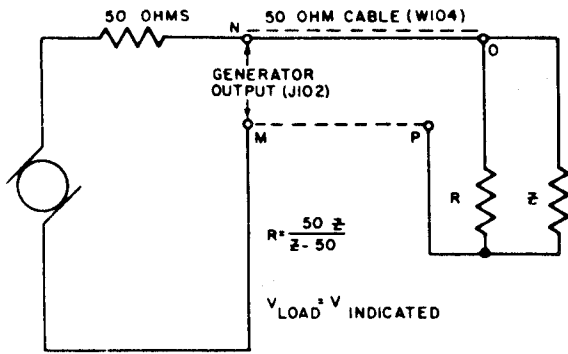 50 OHMS
N
50 OHM CABLE (W104)
O
GENERATOR
OUTPUT (J102)
M
P
R
Z
R = 50 Z / Z - 50
V LOAD = V INDICATED